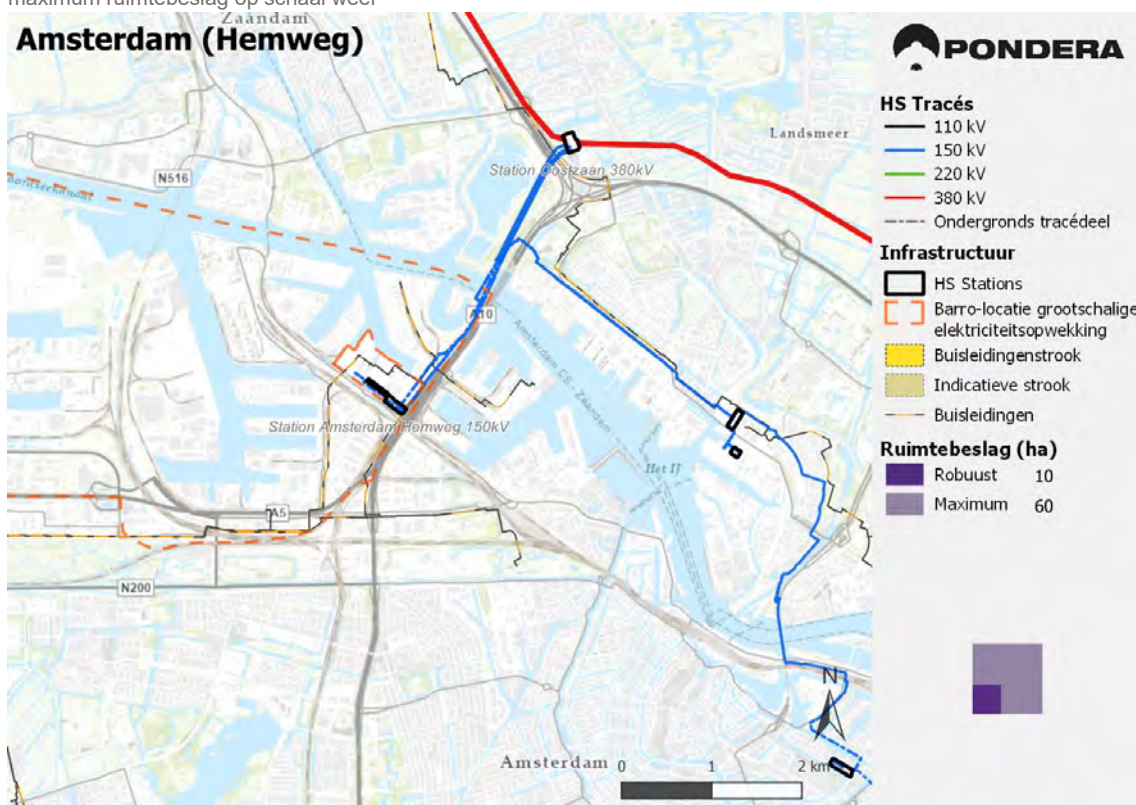 maximum ruimtebeslag op schaal weer
Zaandam
Amsterdam (Hemweg)
PONDERA
HS Tracés
110 kV
150 kV
220 kV
380 kV
Ondergronds tracédeel
Infrastructuur
HS Stations
Barro-locatie grootschalige
elektriciteitsopwekking
Buisleidingenstrook
Indicatieve strook
Buisleidingen
Ruimtebeslag (ha)
Robuust 10
Maximum 60
Landsmeer
Station Oostzaan 380kV
N516
A10
Amsterdam CS - Zaandam
Station Amsterdam Hemweg 150kV
Het IJ
A5
N200
N
Amsterdam
0 1 2 km